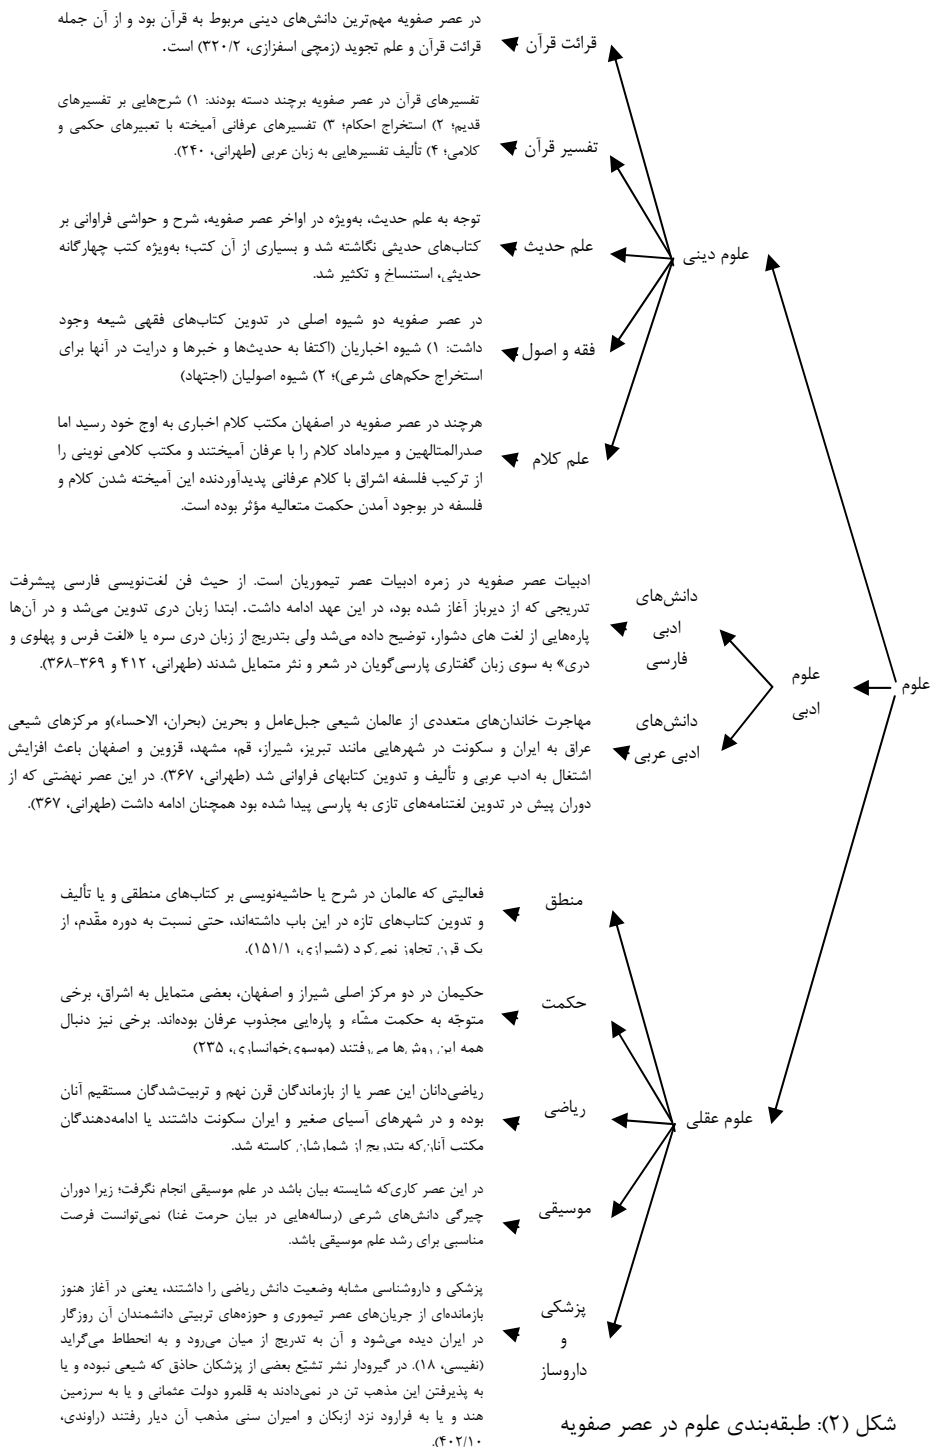 علوم
علوم دینی
قرائت قرآن
در عصر صفویه مهم‌ترین دانش‌های دینی مربوط به قرآن بود و از آن جمله
قرائت قرآن و علم تجوید (زمچی اسفزازی، ۳۲۰/۲) است.
تفسیر قرآن
تفسیرهای قرآن در عصر صفویه برچند دسته بودند: ۱) شرح‌هایی بر تفسیرهای
قدیم؛ ۲) استخراج احکام؛ ۳) تفسیرهای عرفانی آمیخته با تعبیرهای حکمی و
کلامی؛ ۴) تألیف تفسیرهایی به زبان عربی (طهرانی، ۲۴۰).
علم حدیث
توجه به علم حدیث، به‌ویژه در اواخر عصر صفویه، شرح و حواشی فراوانی بر
کتاب‌های حدیثی نگاشته شد و بسیاری از آن کتب؛ به‌ویژه کتب چهارگانه
حدیثی، استنساخ و تکثیر شد.
فقه و اصول
در عصر صفویه دو شیوه اصلی در تدوین کتاب‌های فقهی شیعه وجود
داشت: ۱) شیوه اخباریان (اکتفا به حدیث‌ها و خبرها و درایت در آنها برای
استخراج حکم‌های شرعی)؛ ۲) شیوه اصولیان (اجتهاد)
علم کلام
هرچند در عصر صفویه در اصفهان مکتب کلام اخباری به اوج خود رسید اما
صدرالمتالهین و میرداماد کلام را با عرفان آمیختند و مکتب کلامی نوینی را
از ترکیب فلسفه اشراق با کلام عرفانی پدیدآوردنده این آمیخته شدن کلام و
فلسفه در بوجود آمدن حکمت متعالیه مؤثر بوده است.
علوم
ادبی
دانش‌های
ادبی
فارسی
ادبیات عصر صفویه در زمره ادبیات عصر تیموریان است. از حیث فن لغت‌نویسی فارسی پیشرفت
تدریجی که از دیرباز آغاز شده بود، در این عهد ادامه داشت. ابتدا زبان دری تدوین می‌شد و در آن‌ها
پاره‌هایی از لغت های دشوار، توضیح داده می‌شد ولی بتدریج از زبان دری سره یا «لغت فرس و پهلوی و
دری» به سوی زبان گفتاری پارسی‌گویان در شعر و نثر متمایل شدند (طهرانی، ۴۱۲ و ۳۶۹-۳۶۸).
دانش‌های
ادبی عربی
مهاجرت خاندان‌های متعددی از عالمان شیعی جبل‌عامل و بحرین (بحران، الاحساء)و مرکزهای شیعی
عراق به ایران و سکونت در شهرهایی مانند تبریز، شیراز، قم، مشهد، قزوین و اصفهان باعث افزایش
اشتغال به ادب عربی و تألیف و تدوین کتابهای فراوانی شد (طهرانی، ۳۶۷). در این عصر نهضتی که از
دوران پیش در تدوین لغتنامه‌های تازی به پارسی پیدا شده بود همچنان ادامه داشت (طهرانی، ۳۶۷).
علوم عقلی
منطق
فعالیتی که عالمان در شرح یا حاشیه‌نویسی بر کتاب‌های منطقی و یا تألیف
و تدوین کتاب‌های تازه در این باب داشته‌اند، حتی نسبت به دوره مقّدم، از
یک قرن تجاوز نمی‌کرد (شیرازی، ۱۵۱/۱).
حکمت
حکیمان در دو مرکز اصلی شیراز و اصفهان، بعضی متمایل به اشراق، برخی
متوجّه به حکمت مشّاء و پاره‌ایی مجذوب عرفان بوده‌اند. برخی نیز دنبال
همه این روش‌ها می‌رفتند (موسوی‌خوانساری، ۲۳۵)
ریاضی
ریاضی‌دانان این عصر یا از بازماندگان قرن نهم و تربیت‌شدگان مستقیم آنان
بوده و در شهرهای آسیای صغیر و ایران سکونت داشتند یا ادامه‌دهندگان
مکتب آنان‌که بتدریج از شمارشان کاسته شد.
موسیقی
در این عصر کاری‌که شایسته بیان باشد در علم موسیقی انجام نگرفت؛ زیرا دوران
چیرگی دانش‌های شرعی (رساله‌هایی در بیان حرمت غنا) نمی‌توانست فرصت
مناسبی برای رشد علم موسیقی باشد.
پزشکی
و
داروساز
پزشکی و داروشناسی مشابه وضعیت دانش ریاضی را داشتند، یعنی در آغاز هنوز
بازمانده‌ای از جریان‌های عصر تیموری و حوزه‌های تربیتی دانشمندان آن روزگار
در ایران دیده می‌شود و آن به تدریج از میان می‌رود و به انحطاط می‌گراید
(نفیسی، ۱۸). در گیرودار نشر تشیّع بعضی از پزشکان حاذق که شیعی نبوده و یا
به پذیرفتن این مذهب تن در نمی‌دادند به قلمرو دولت عثمانی و یا به سرزمین
هند و یا به فرارود نزد ازبکان و امیران سنی مذهب آن دیار رفتند (راوندی،
۴۰۲/۱۰).
شکل (۲): طبقه‌بندی علوم در عصر صفویه